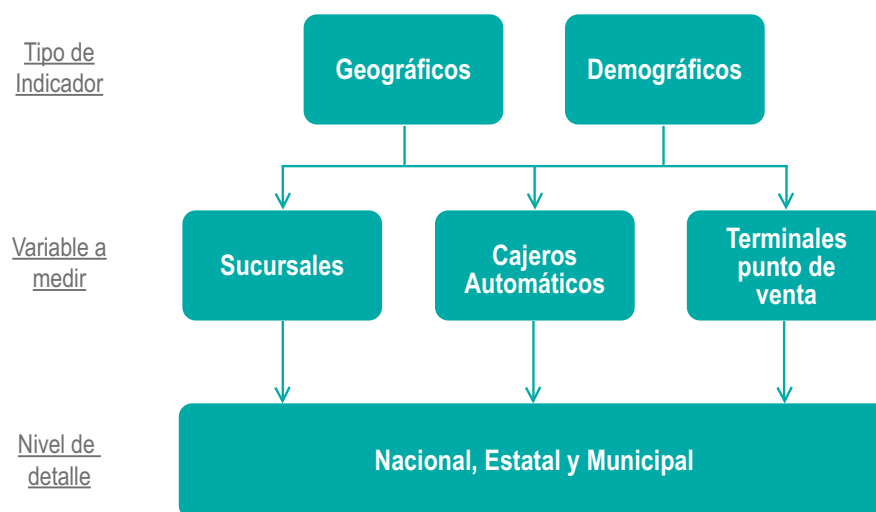 Tipo de
Indicador
Geográficos
Demográficos
Variable a
medir
Sucursales
Cajeros
Automáticos
Terminales
punto de
venta
Nivel de
detalle
Nacional, Estatal y Municipal